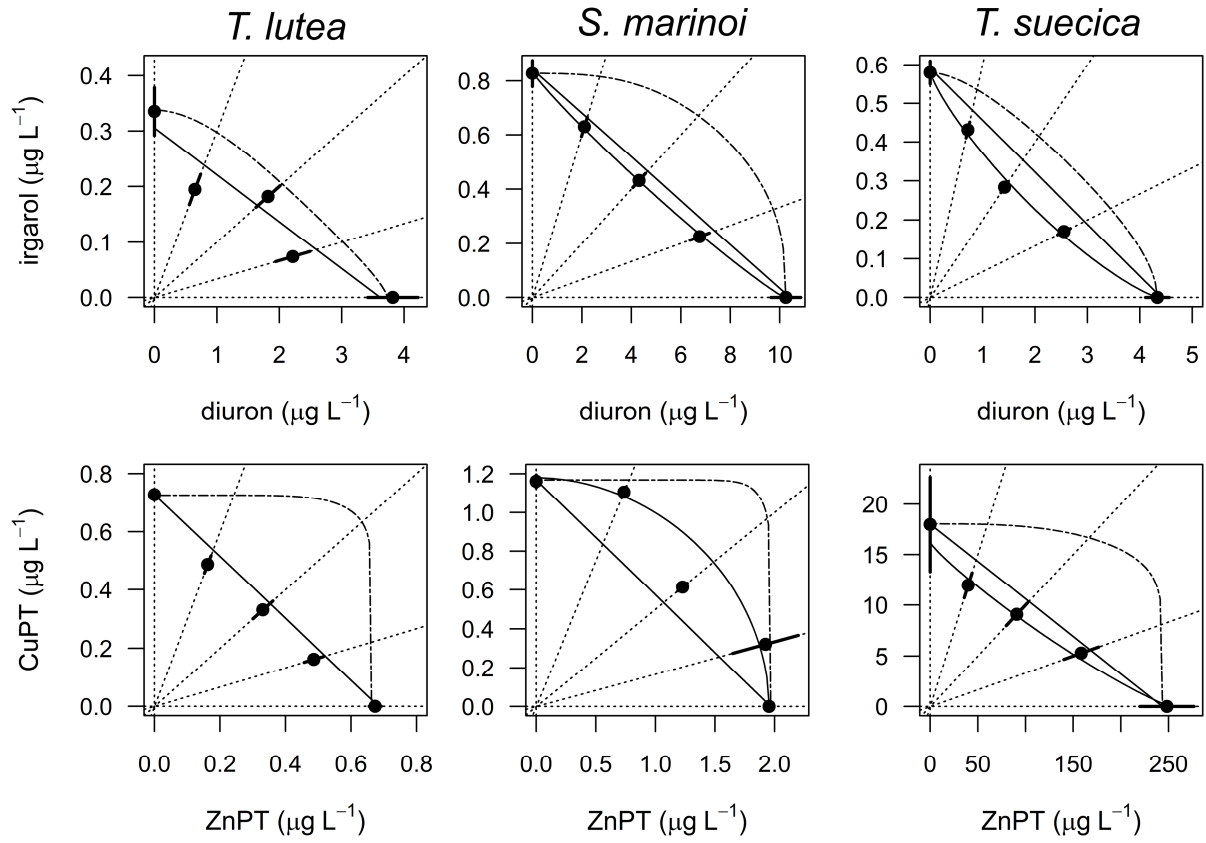 T. lutea S. marinoi T. suecica
irgarol (μg L⁻¹)
0.4
0.3
0.2
0.1
0.0
0 1 2 3 4
diuron (μg L⁻¹)
0.8
0.6
0.4
0.2
0.0
0 2 4 6 8 10
diuron (μg L⁻¹)
0.6
0.5
0.4
0.3
0.2
0.1
0.0
0 1 2 3 4 5
diuron (μg L⁻¹)
CuPT (μg L⁻¹)
0.8
0.6
0.4
0.2
0.0
0.0 0.2 0.4 0.6 0.8
ZnPT (μg L⁻¹)
1.2
1.0
0.8
0.6
0.4
0.2
0.0
0.0 0.5 1.0 1.5 2.0
ZnPT (μg L⁻¹)
20
15
10
5
0
0 50 150 250
ZnPT (μg L⁻¹)